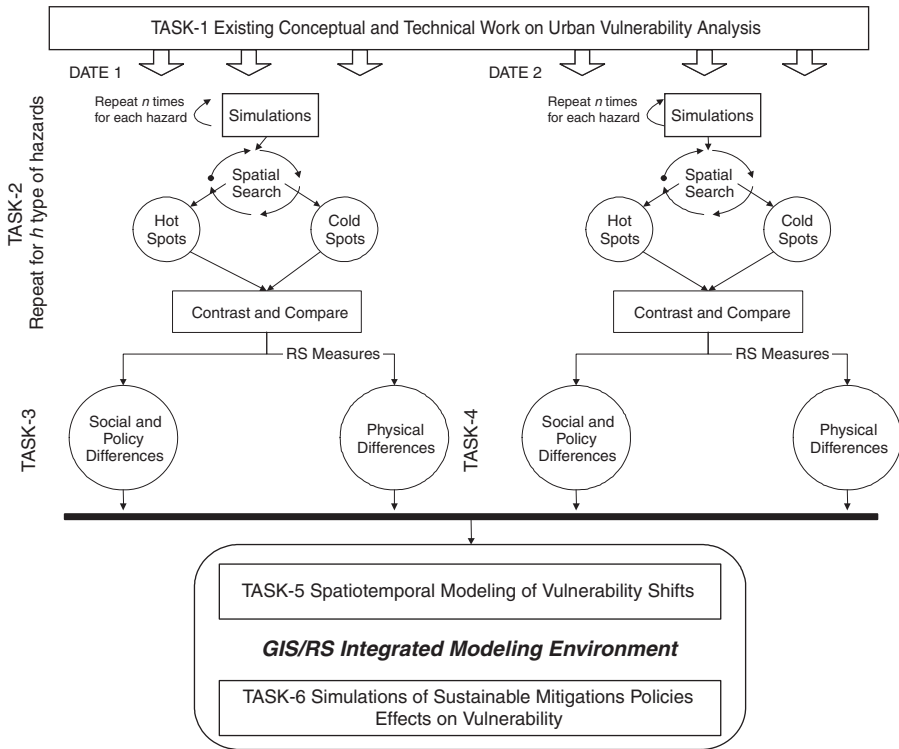 TASK-1 Existing Conceptual and Technical Work on Urban Vulnerability Analysis
DATE 1
DATE 2
TASK-2
Repeat for h type of hazards
Repeat n times
for each hazard
Simulations
Spatial
Search
Hot
Spots
Cold
Spots
Contrast and Compare
RS Measures
Repeat n times
for each hazard
Simulations
Spatial
Search
Hot
Spots
Cold
Spots
Contrast and Compare
RS Measures
TASK-3
Social and
Policy
Differences
Physical
Differences
TASK-4
Social and
Policy
Differences
Physical
Differences
TASK-5 Spatiotemporal Modeling of Vulnerability Shifts
GIS/RS Integrated Modeling Environment
TASK-6 Simulations of Sustainable Mitigations Policies
Effects on Vulnerability